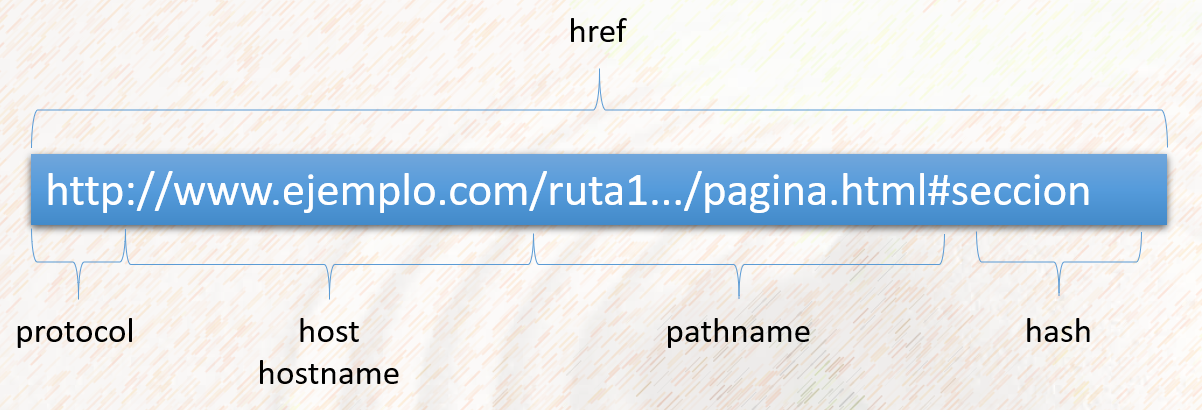 href
http://www.ejemplo.com/ruta1.../pagina.html#seccion
protocol
host
hostname
pathname
hash